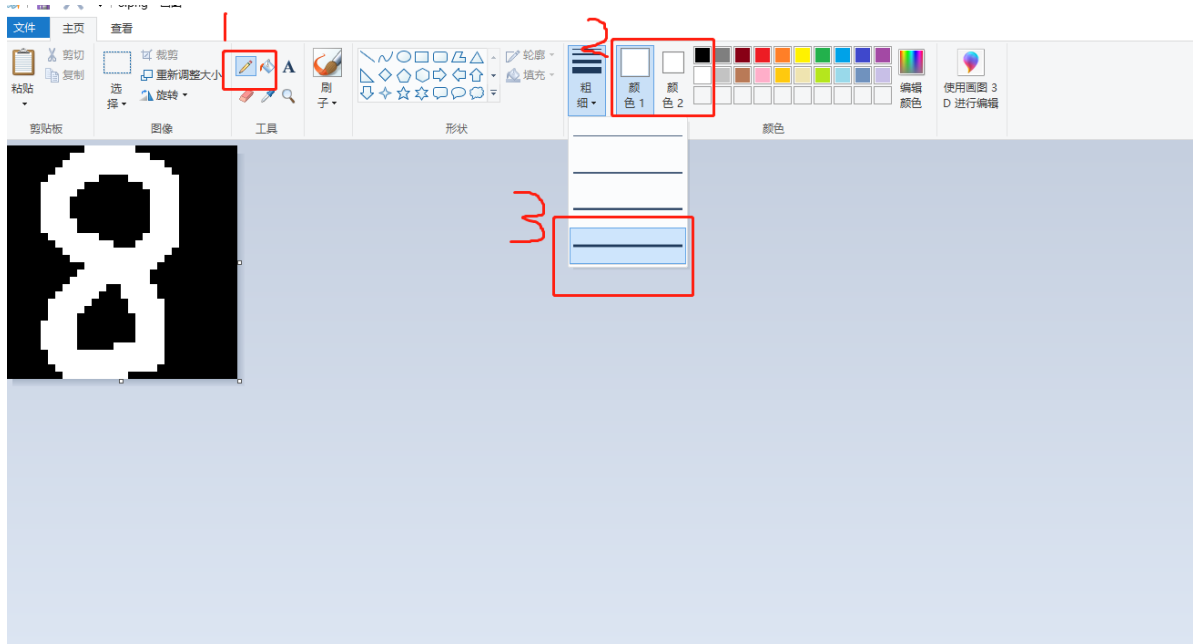 文件 主页 查看
剪切
复制
粘贴
剪贴板
选
择
裁剪
重新调整大小
旋转
图像
A
工具
刷
子
轮廓
填充
形状
粗
细
颜
色 1
颜
色 2
编辑
颜色
颜色
使用画图 3
D 进行编辑
1
2
3
8